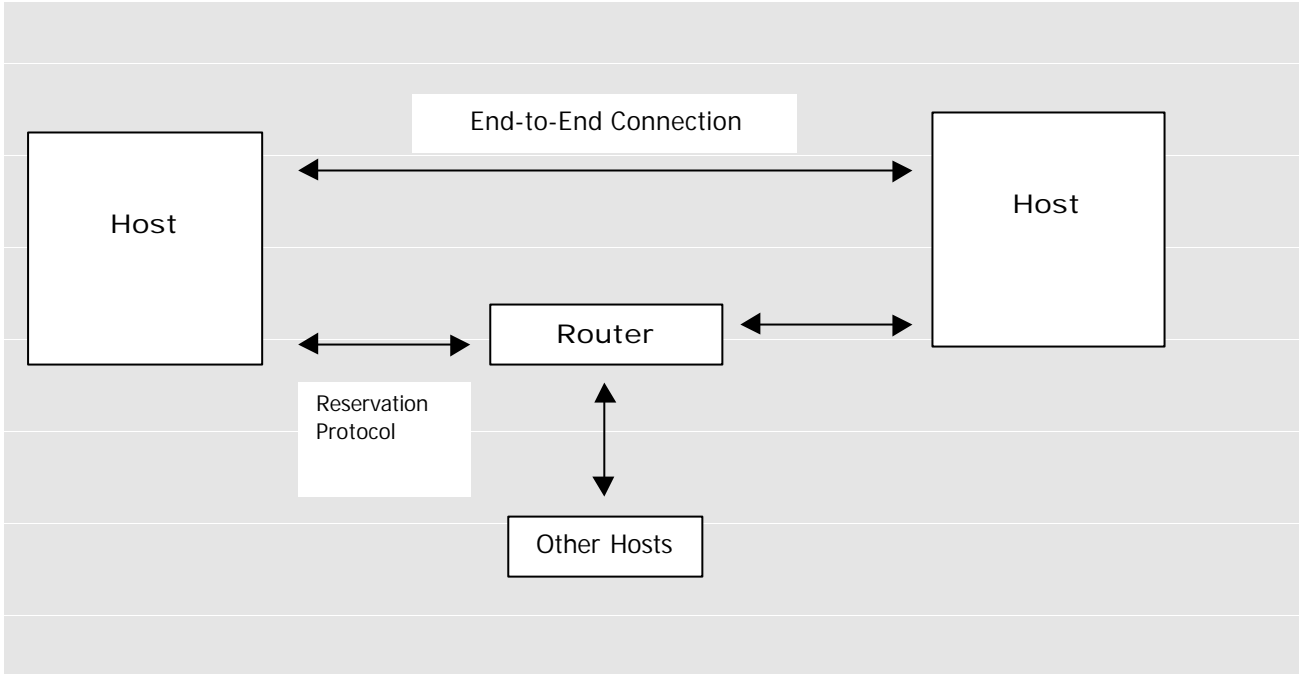 End-to-End Connection
Host
Host
Router
Reservation
Protocol
Other Hosts